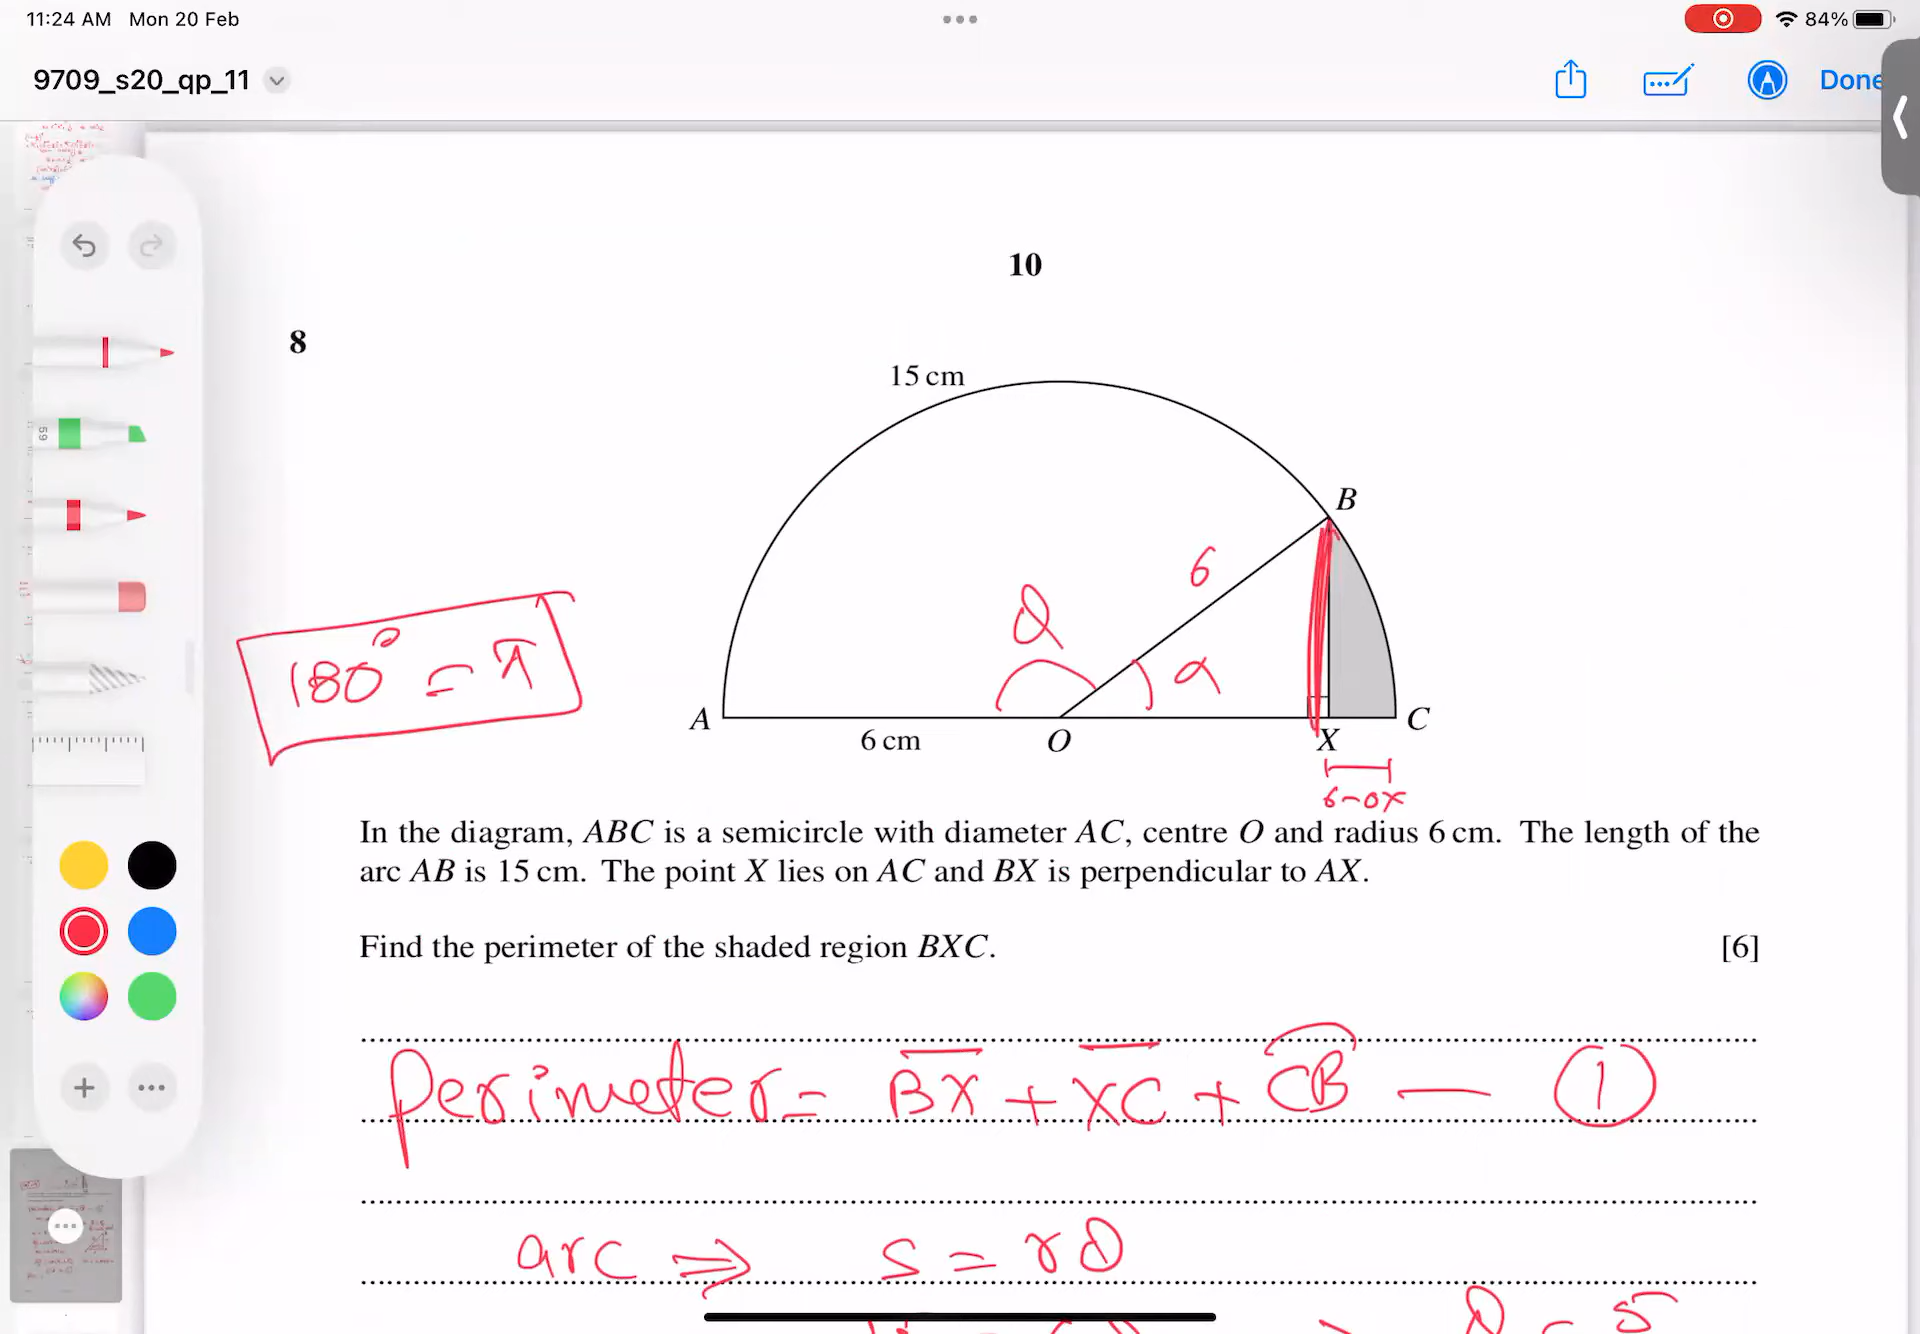 11:24 AM Mon 20 Feb
84%
9709_s20_qp_11
Done
10
8
59
15 cm
B
6
θ
α
180° = π
A
6 cm
O
X
C
6-OX
In the diagram, ABC is a semicircle with diameter AC, centre O and radius 6 cm. The length of the
arc AB is 15 cm. The point X lies on AC and BX is perpendicular to AX.
Find the perimeter of the shaded region BXC. [6]
Perimeter = BX + XC + CB — ①
arc ⇒ s = rθ
θ = 5